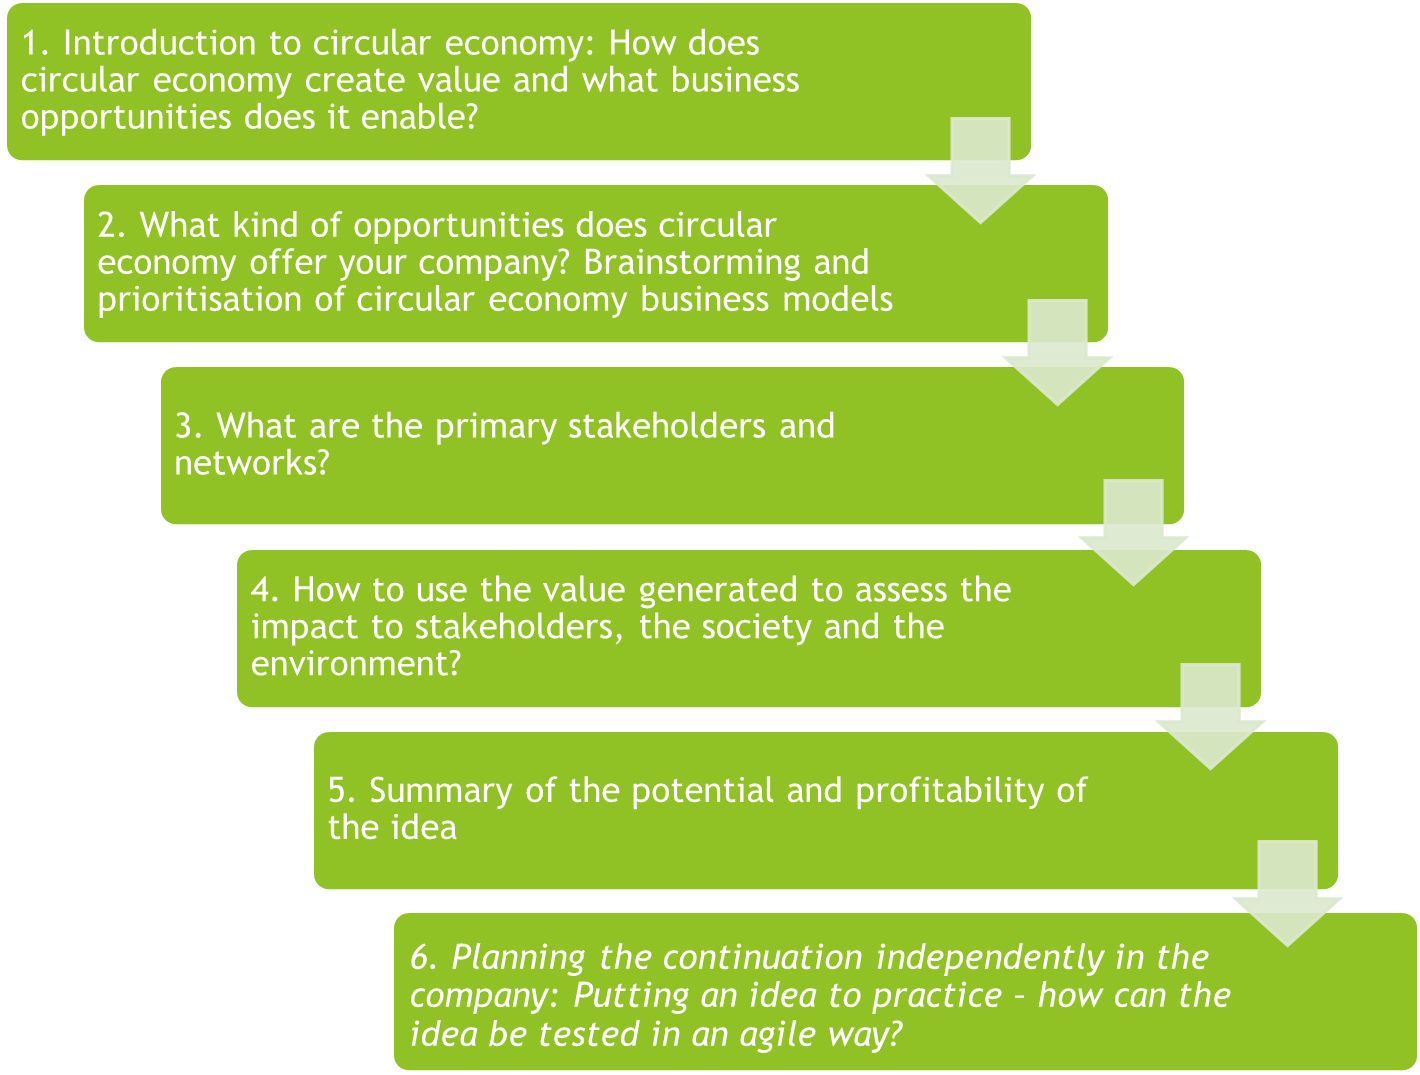 1. Introduction to circular economy: How does
circular economy create value and what business
opportunities does it enable?
2. What kind of opportunities does circular
economy offer your company? Brainstorming and
prioritisation of circular economy business models
3. What are the primary stakeholders and
networks?
4. How to use the value generated to assess the
impact to stakeholders, the society and the
environment?
5. Summary of the potential and profitability of
the idea
6. Planning the continuation independently in the
company: Putting an idea to practice – how can the
idea be tested in an agile way?